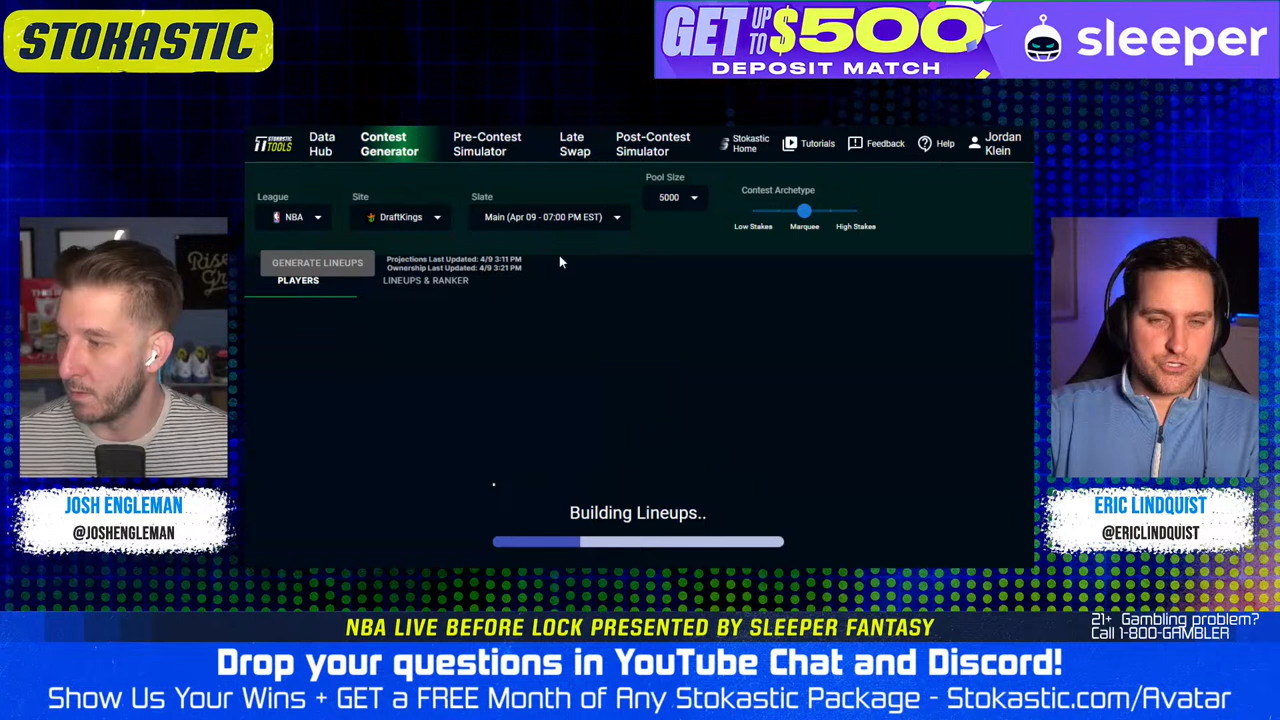 STOKASTIC
GET UP TO $500
DEPOSIT MATCH
sleeper
STOKASTIC TOOLS
Data Hub
Contest Generator
Pre-Contest Simulator
Late Swap
Post-Contest Simulator
Stokastic Home
Tutorials
Feedback
Help
Jordan Klein
League
NBA
Site
DraftKings
Slate
Main (Apr 09 - 07:00 PM EST)
Pool Size
5000
Contest Archetype
Low Stakes
Marquee
High Stakes
GENERATE LINEUPS
Projections Last Updated: 4/9 3:11 PM
Ownership Last Updated: 4/9 3:21 PM
PLAYERS
LINEUPS & RANKER
Building Lineups..
JOSH ENGLEMAN
@JOSHENGLEMAN
ERIC LINDQUIST
@ERICLINDQUIST
NBA LIVE BEFORE LOCK PRESENTED BY SLEEPER FANTASY
21+ Gambling problem?
Call 1-800-GAMBLER
Drop your questions in YouTube Chat and Discord!
Show Us Your Wins + GET a FREE Month of Any Stokastic Package - Stokastic.com/Avatar